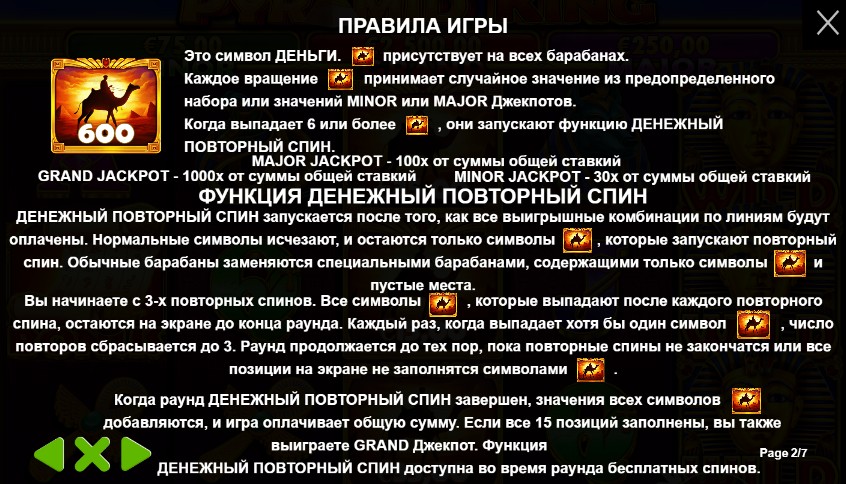 ПРАВИЛА ИГРЫ
Это символ ДЕНЬГИ. присутствует на всех барабанах.
Каждое вращение принимает случайное значение из предопределенного
набора или значений MINOR или MAJOR Джекпотов.
Когда выпадает 6 или более , они запускают функцию ДЕНЕЖНЫЙ
ПОВТОРНЫЙ СПИН.
600
MAJOR JACKPOT - 100x от суммы общей ставкий
GRAND JACKPOT - 1000x от суммы общей ставкий MINOR JACKPOT - 30x от суммы общей ставкий
ФУНКЦИЯ ДЕНЕЖНЫЙ ПОВТОРНЫЙ СПИН
ДЕНЕЖНЫЙ ПОВТОРНЫЙ СПИН запускается после того, как все выигрышные комбинации по линиям будут
оплачены. Нормальные символы исчезают, и остаются только символы , которые запускают повторный
спин. Обычные барабаны заменяются специальными барабанами, содержащими только символы и
пустые места.
Вы начинаете с 3-х повторных спинов. Все символы , которые выпадают после каждого повторного
спина, остаются на экране до конца раунда. Каждый раз, когда выпадает хотя бы один символ , число
повторов сбрасывается до 3. Раунд продолжается до тех пор, пока повторные спины не закончатся или все
позиции на экране не заполнятся символами .
Когда раунд ДЕНЕЖНЫЙ ПОВТОРНЫЙ СПИН завершен, значения всех символов
добавляются, и игра оплачивает общую сумму. Если все 15 позиций заполнены, вы также
выиграете GRAND Джекпот. Функция
ДЕНЕЖНЫЙ ПОВТОРНЫЙ СПИН доступна во время раунда бесплатных спинов.
Page 2/7